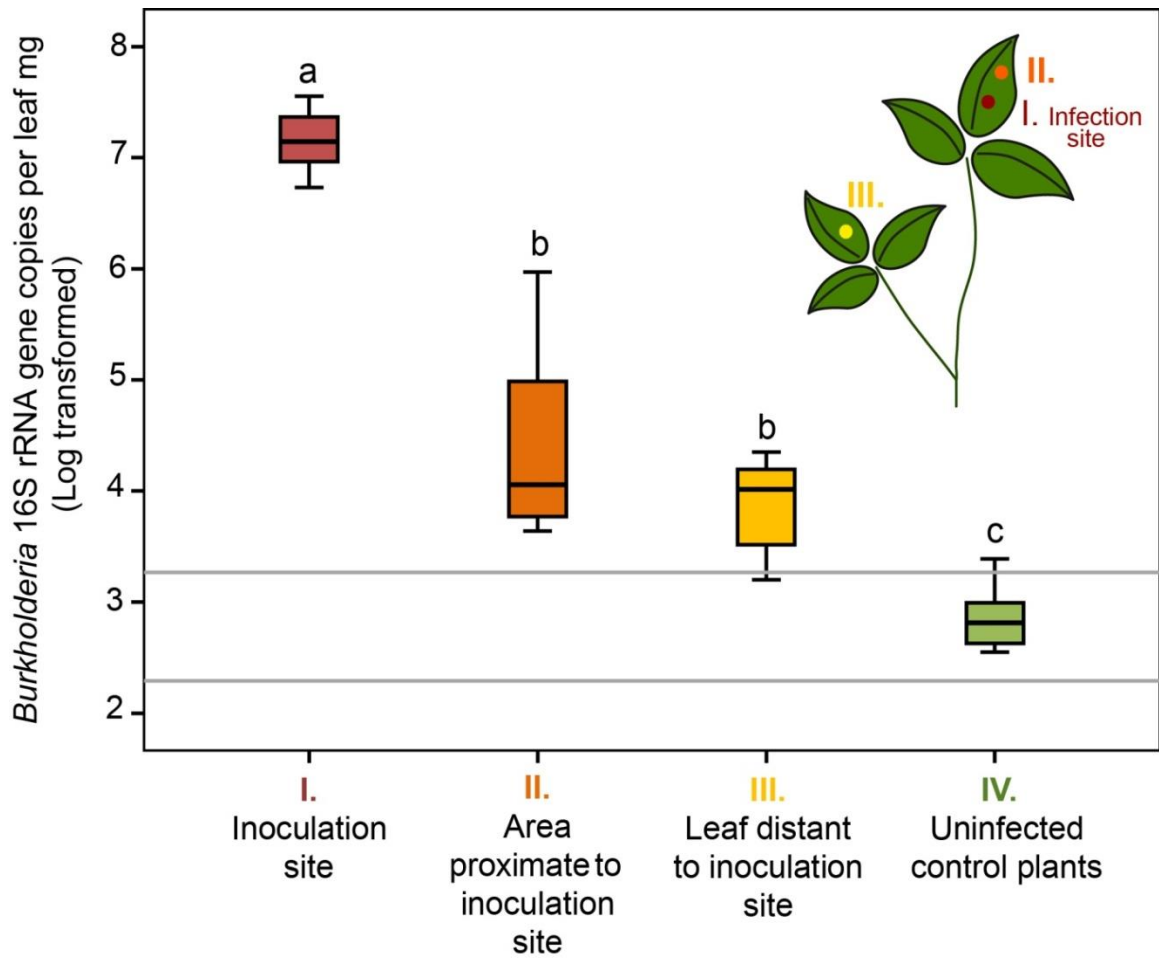 Burkholderia 16S rRNA gene copies per leaf mg
(Log transformed)
8
7
6
5
4
3
2
a
b
b
c
II.
I. Infection
site
III.
I.
Inoculation
site
II.
Area
proximate to
inoculation
site
III.
Leaf distant
to inoculation
site
IV.
Uninfected
control plants